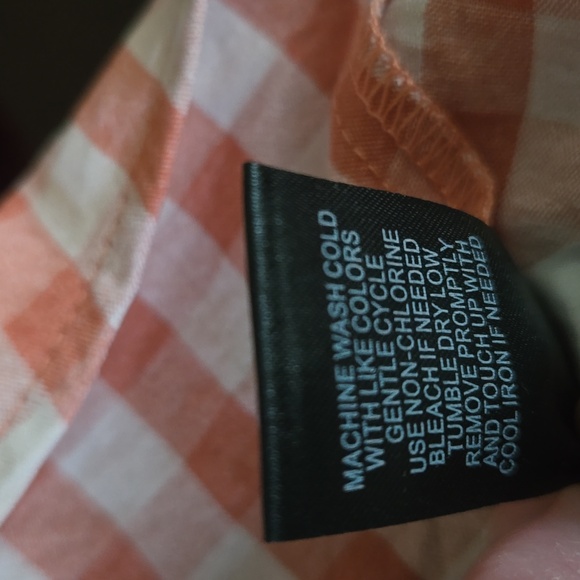 MACHINE WASH COLD
WITH LIKE COLORS
GENTLE CYCLE
USE NON-CHLORINE
BLEACH IF NEEDED
TUMBLE DRY LOW
REMOVE PROMPTLY
AND TOUCH UP WITH
COOL IRON IF NEEDED